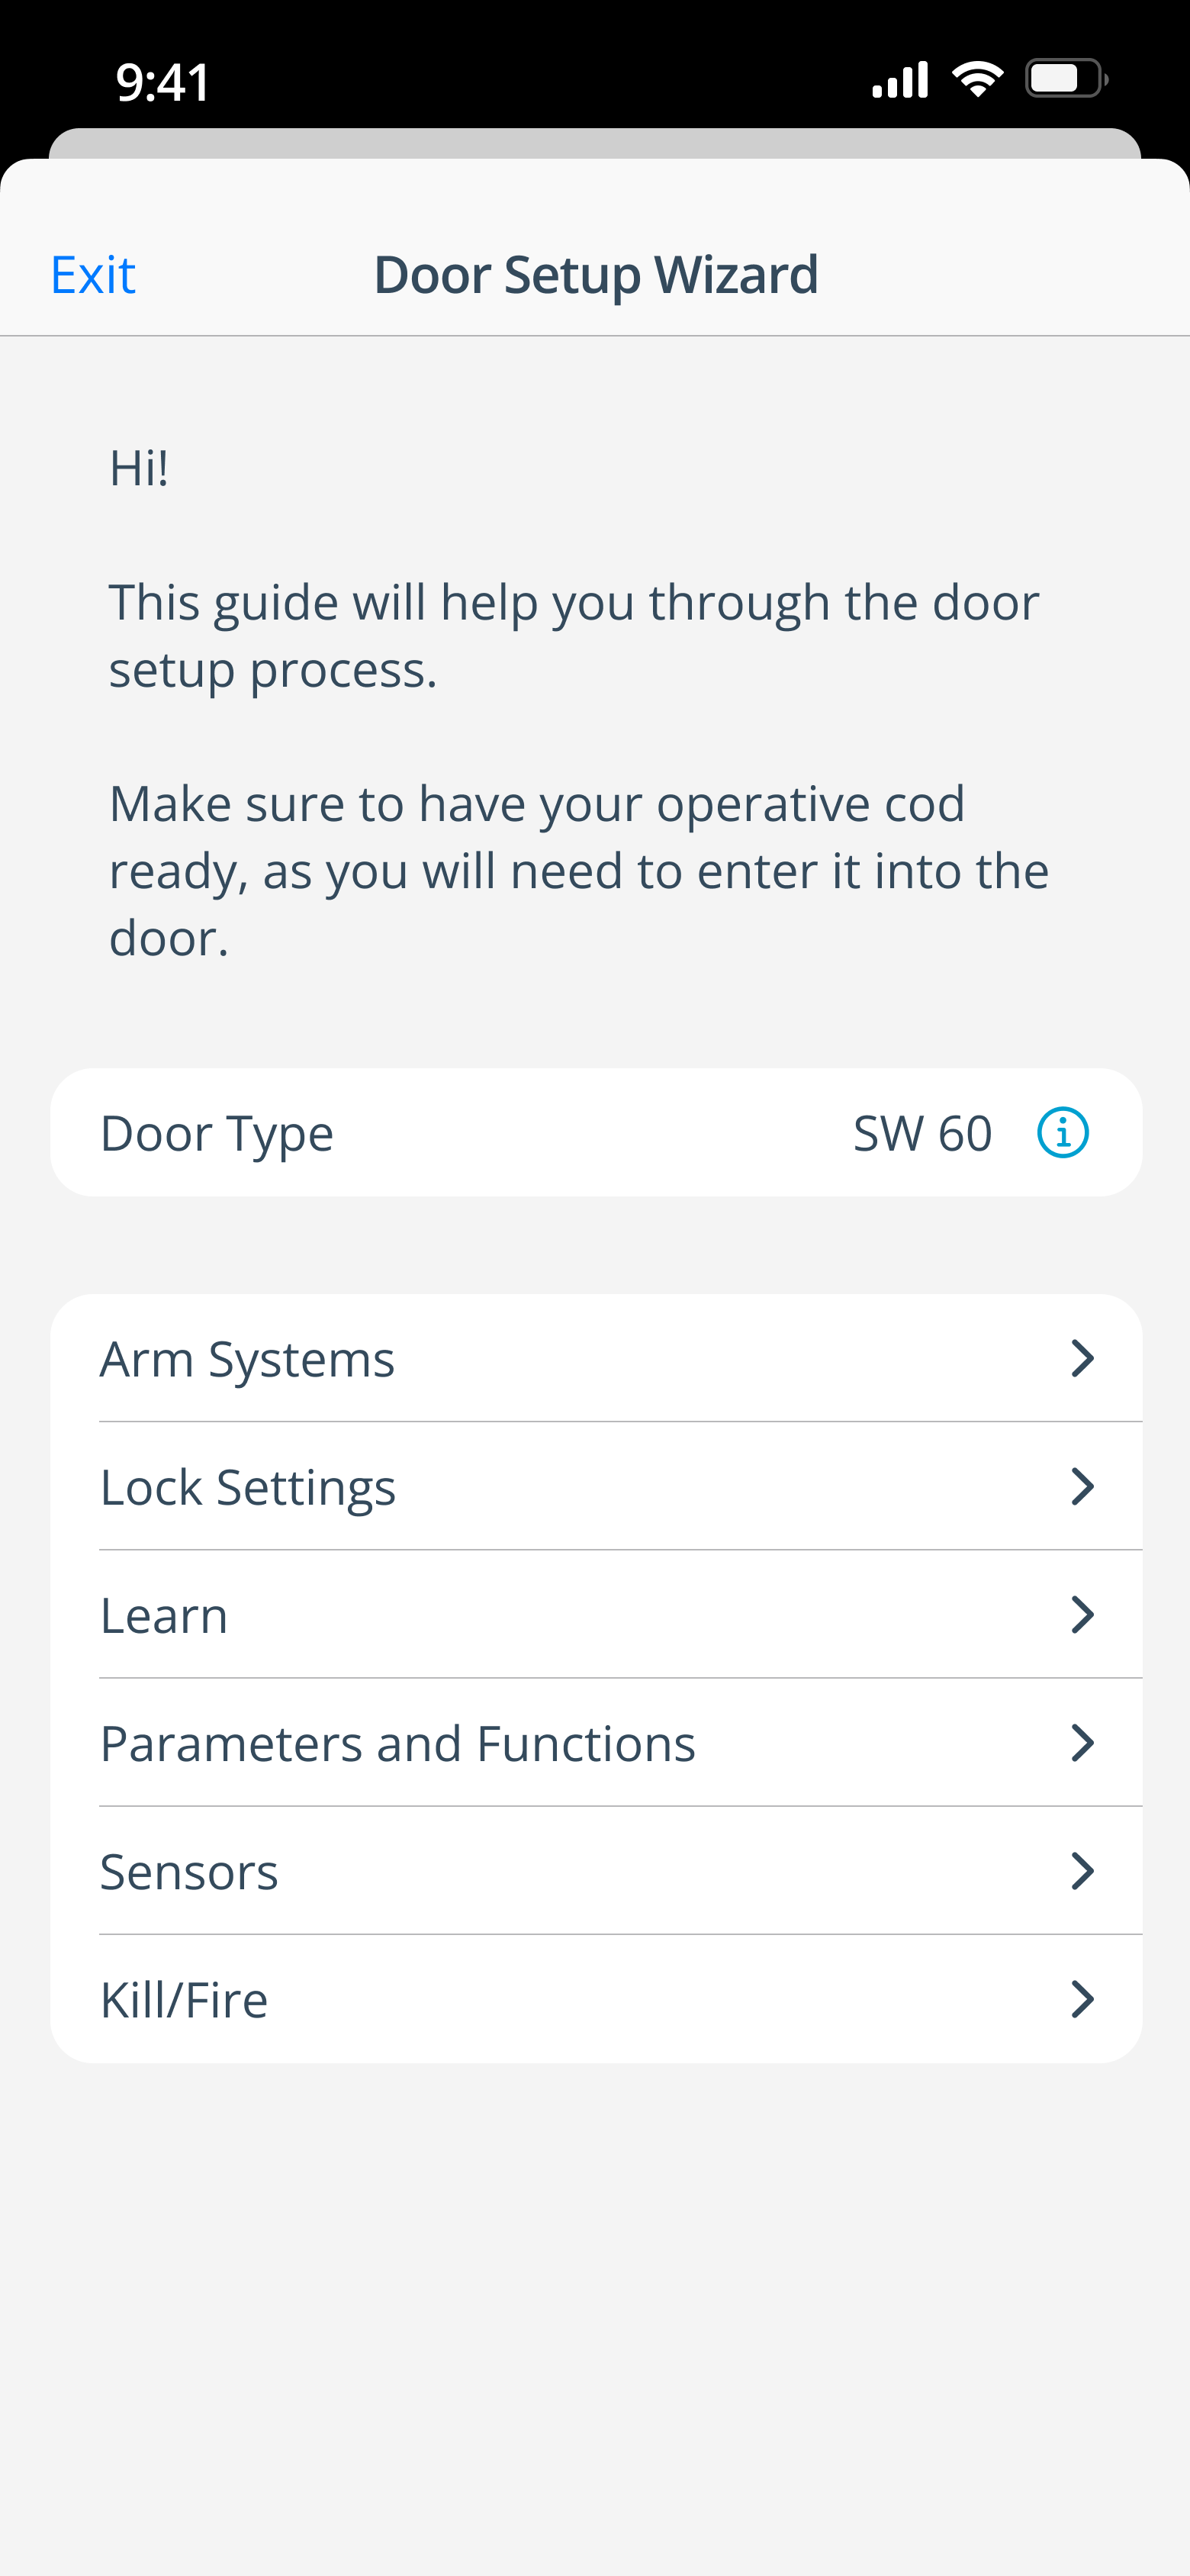 9:41
Exit
Door Setup Wizard
Hi!
This guide will help you through the door
setup process.
Make sure to have your operative cod
ready, as you will need to enter it into the
door.
Door Type
SW 60
Arm Systems
Lock Settings
Learn
Parameters and Functions
Sensors
Kill/Fire